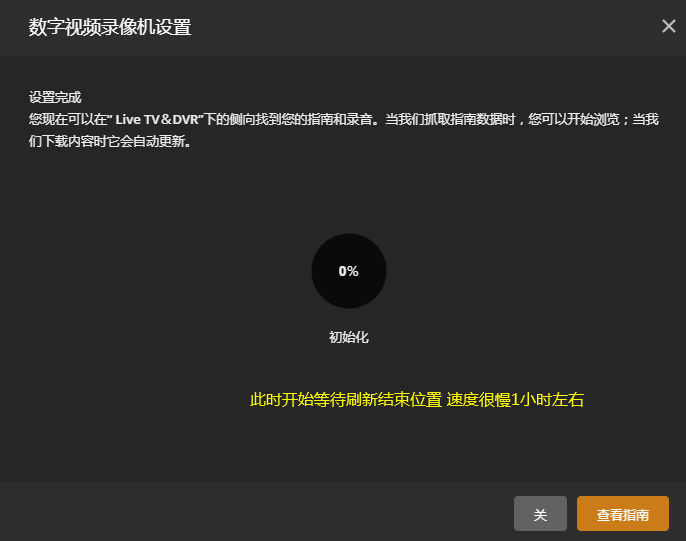 数字视频录像机设置
设置完成
您现在可以在“ Live TV&DVR”下的侧向找到您的指南和录音。当我们抓取指南数据时，您可以开始浏览；当我
们下载内容时它会自动更新。
0%
初始化
此时开始等待刷新结束位置 速度很慢1小时左右
关
查看指南